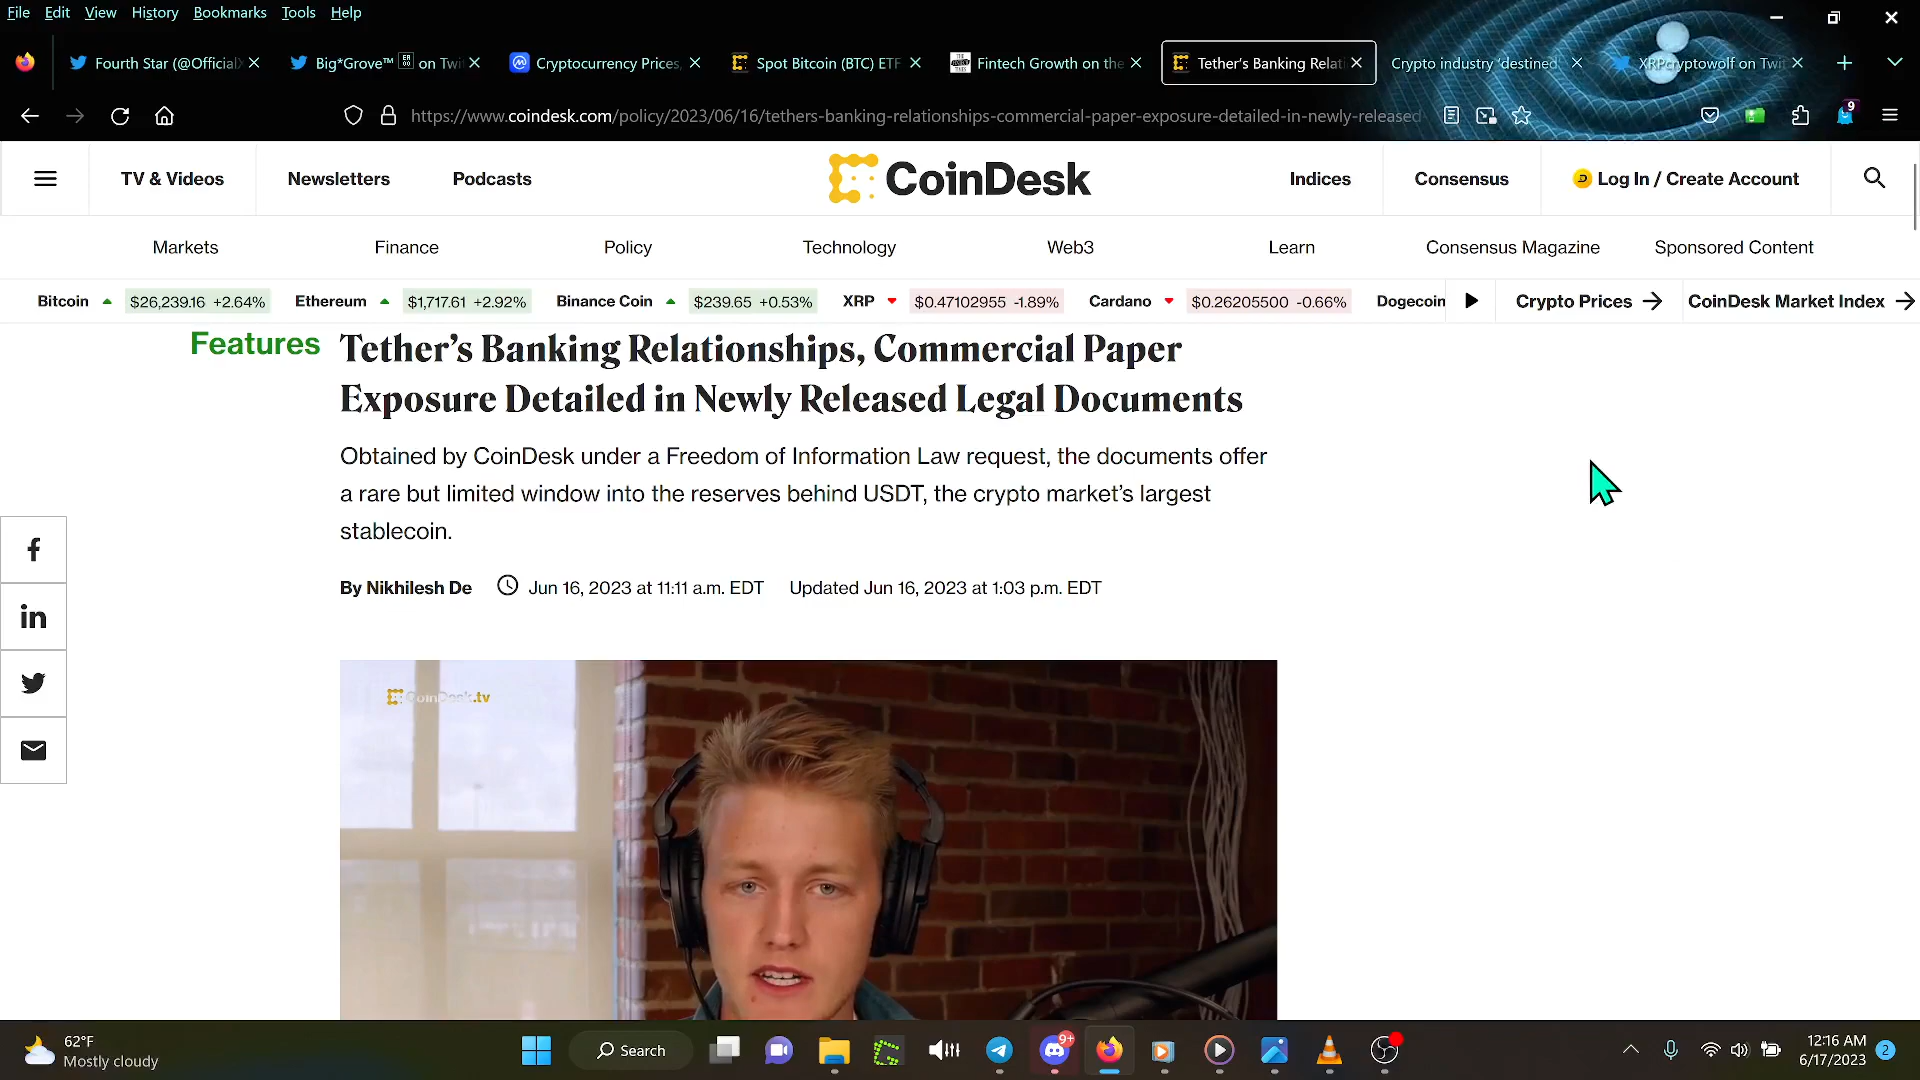 File Edit View History Bookmarks Tools Help
Fourth Star (@Official
Big*Grove™ on Twi
Cryptocurrency Prices,
Spot Bitcoin (BTC) ETF
Fintech Growth on the
Tether's Banking Relati
Crypto industry 'destined
XRPcryptowolf on Twit
https://www.coindesk.com/policy/2023/06/16/tethers-banking-relationships-commercial-paper-exposure-detailed-in-newly-released
9
TV & Videos Newsletters Podcasts CoinDesk Indices Consensus Log In / Create Account
Markets Finance Policy Technology Web3 Learn Consensus Magazine Sponsored Content
Bitcoin $26,239.16 +2.64% Ethereum $1,717.61 +2.92% Binance Coin $239.65 +0.53% XRP $0.47102955 -1.89% Cardano $0.26205500 -0.66% Dogecoin Crypto Prices CoinDesk Market Index
Features
Tether's Banking Relationships, Commercial Paper
Exposure Detailed in Newly Released Legal Documents
Obtained by CoinDesk under a Freedom of Information Law request, the documents offer
a rare but limited window into the reserves behind USDT, the crypto market's largest
stablecoin.
By Nikhilesh De Jun 16, 2023 at 11:11 a.m. EDT Updated Jun 16, 2023 at 1:03 p.m. EDT
CoinDesk.tv
62°F
Mostly cloudy
Search
9+
12:16 AM
6/17/2023
2